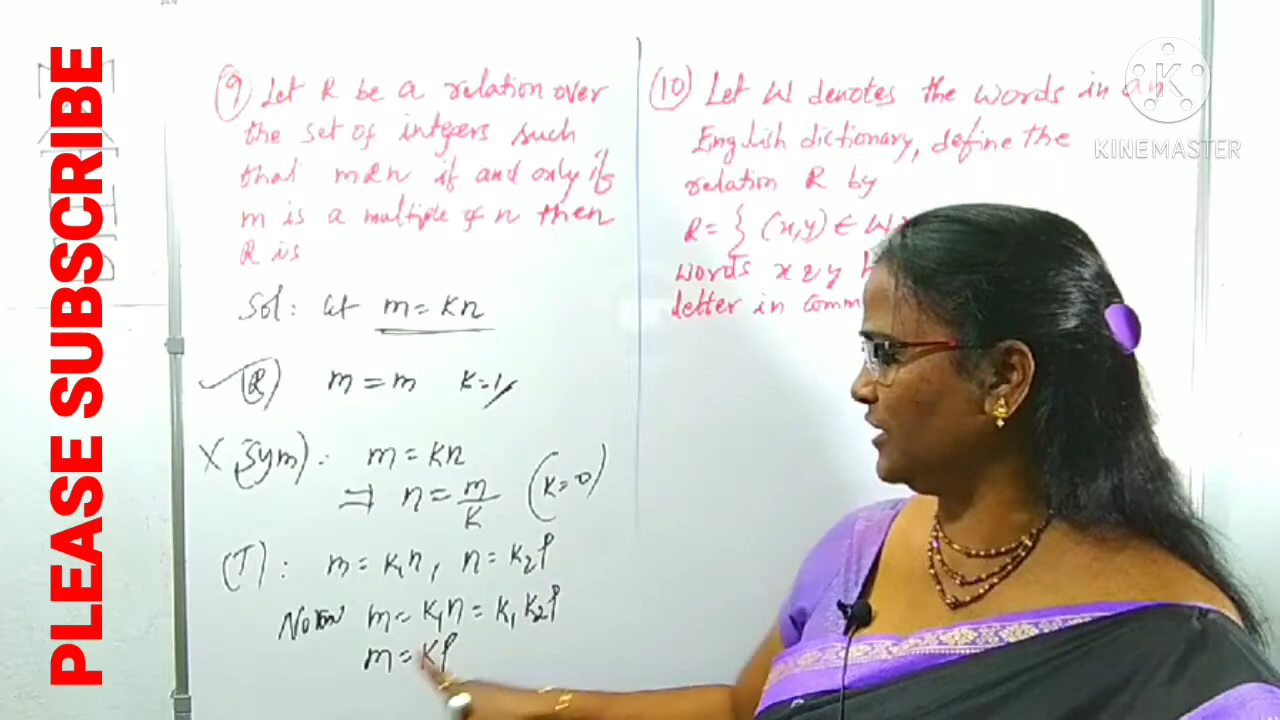 PLEASE SUBSCRIBE
(9) Let R be a relation over
the set of integers such
that mRn if and only if
m is a multiple of n then
R is
Sol: let m = kn
(R) m = m k=1
X (Sym): m = kn
⇒ n = m/k (k=0)
(T): m = k₁n, n = k₂p
Now m = k₁n = k₁k₂p
m = kp
(10) Let W denotes the words in an
English dictionary, define the
relation R by
R = { (x,y) ∈ W
words x & y
letter in comm
K
KINEMASTER